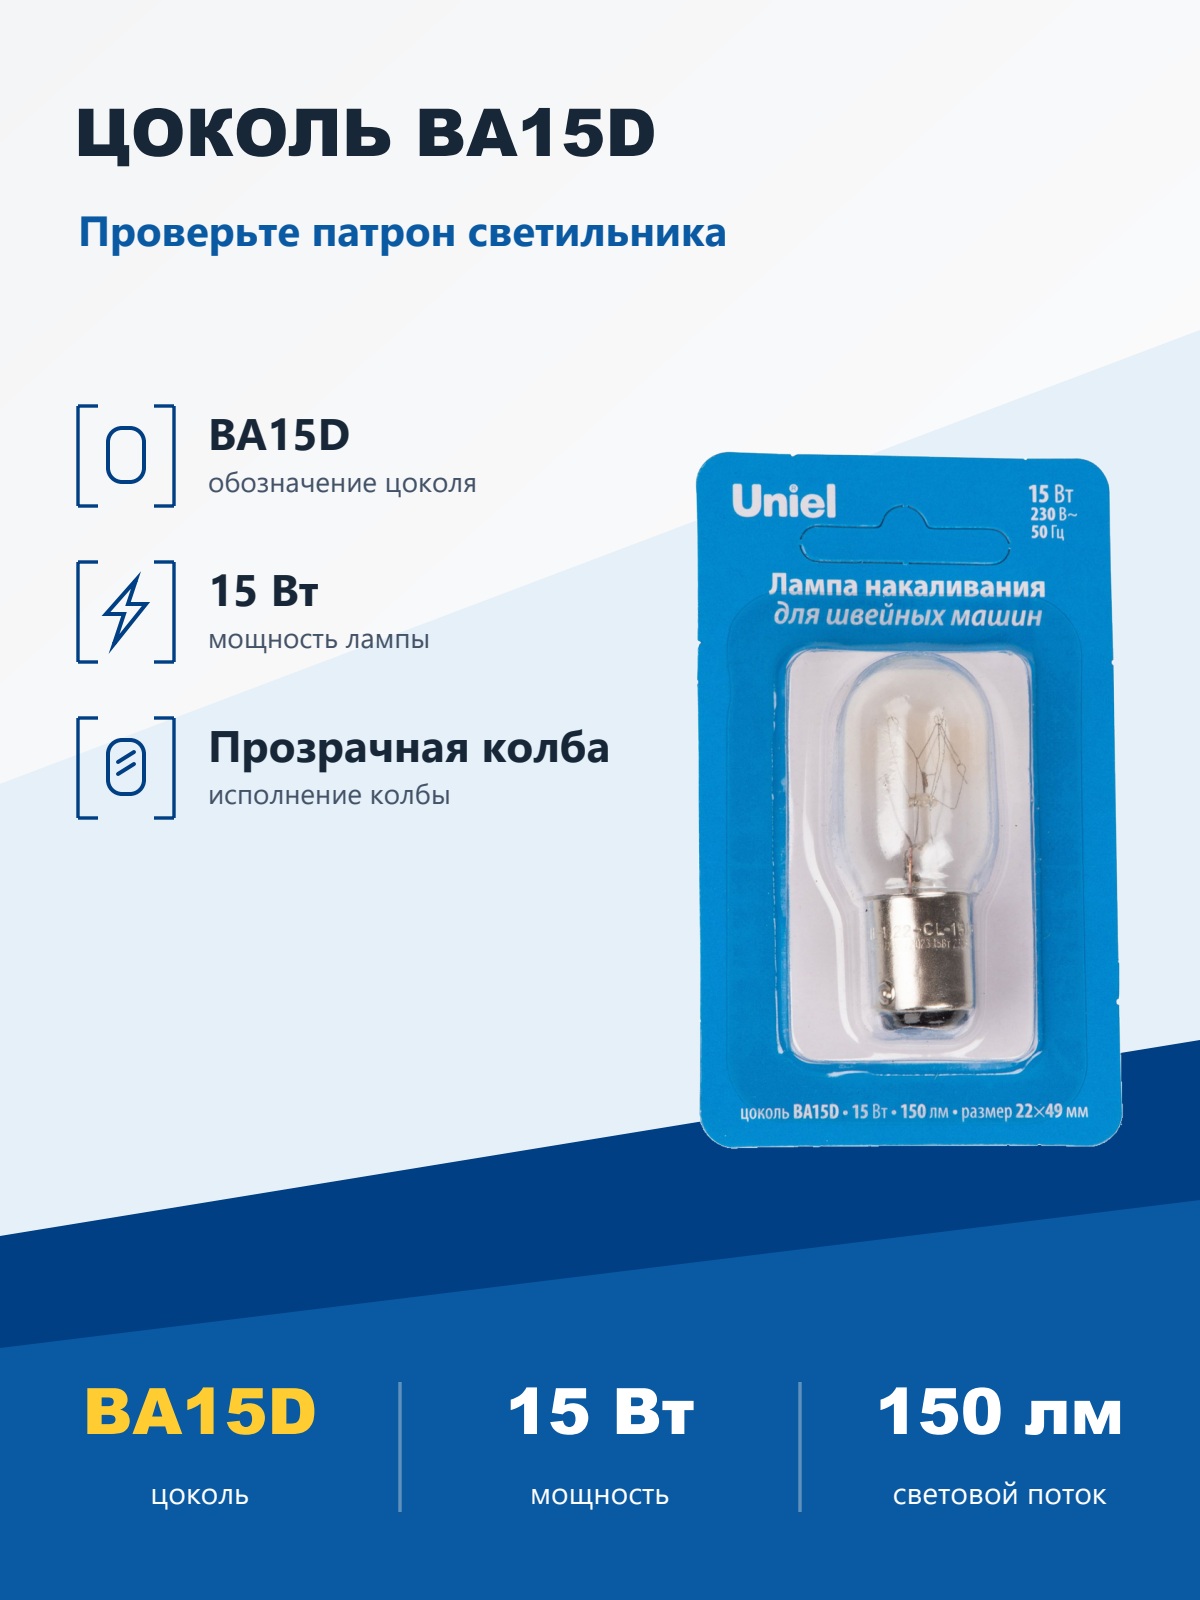 ЦОКОЛЬ BA15D
Проверьте патрон светильника
BA15D
обозначение цоколя
15 Вт
мощность лампы
Прозрачная колба
исполнение колбы
Uniel
15 Вт
230 В~
50 Гц
Лампа накаливания
для швейных машин
цоколь BA15D • 15 Вт • 150 лм • размер 22×49 мм
BA15D
цоколь
15 Вт
мощность
150 лм
световой поток